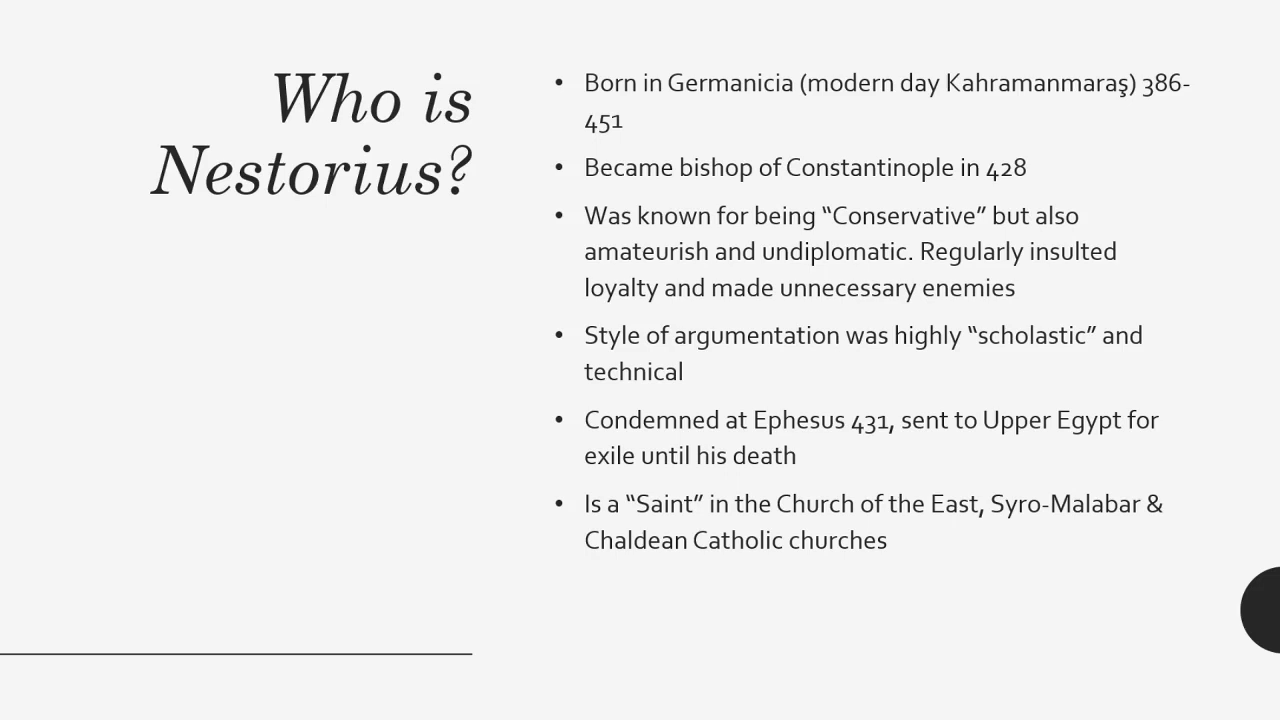 Who is
Nestorius?
• Born in Germanicia (modern day Kahramanmaraş) 386-
451
• Became bishop of Constantinople in 428
• Was known for being “Conservative” but also
amateurish and undiplomatic. Regularly insulted
loyalty and made unnecessary enemies
• Style of argumentation was highly “scholastic” and
technical
• Condemned at Ephesus 431, sent to Upper Egypt for
exile until his death
• Is a “Saint” in the Church of the East, Syro-Malabar &
Chaldean Catholic churches